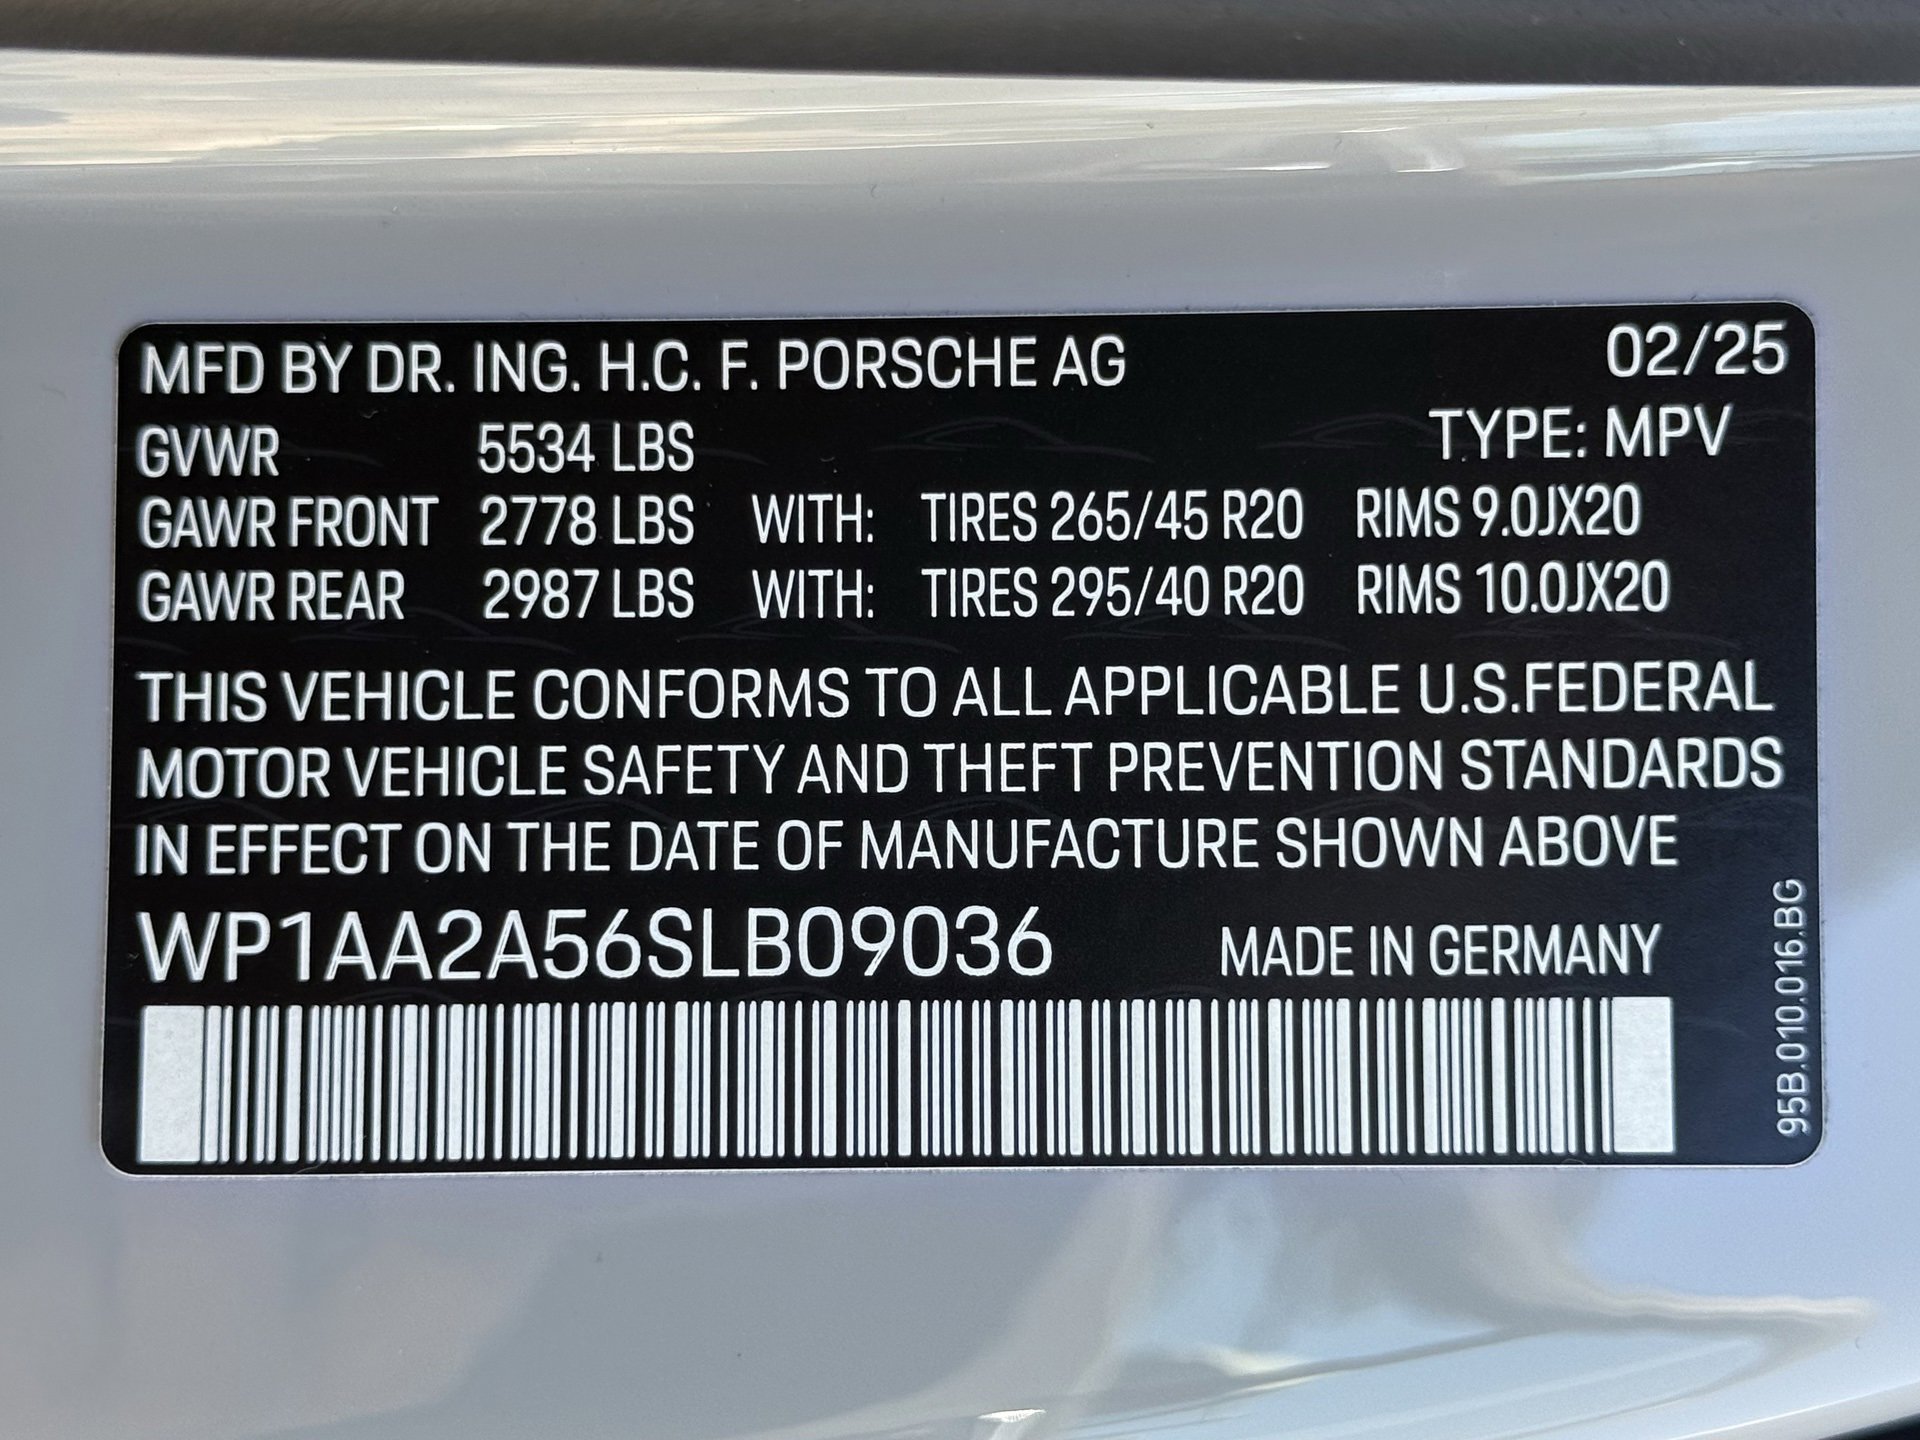 MFD BY DR. ING. H.C. F. PORSCHE AG 02/25
GVWR 5534 LBS TYPE: MPV
GAWR FRONT 2778 LBS WITH: TIRES 265/45 R20 RIMS 9.0JX20
GAWR REAR 2987 LBS WITH: TIRES 295/40 R20 RIMS 10.0JX20
THIS VEHICLE CONFORMS TO ALL APPLICABLE U.S.FEDERAL
MOTOR VEHICLE SAFETY AND THEFT PREVENTION STANDARDS
IN EFFECT ON THE DATE OF MANUFACTURE SHOWN ABOVE
WP1AA2A56SLB09036 MADE IN GERMANY
95B.010.016.BG